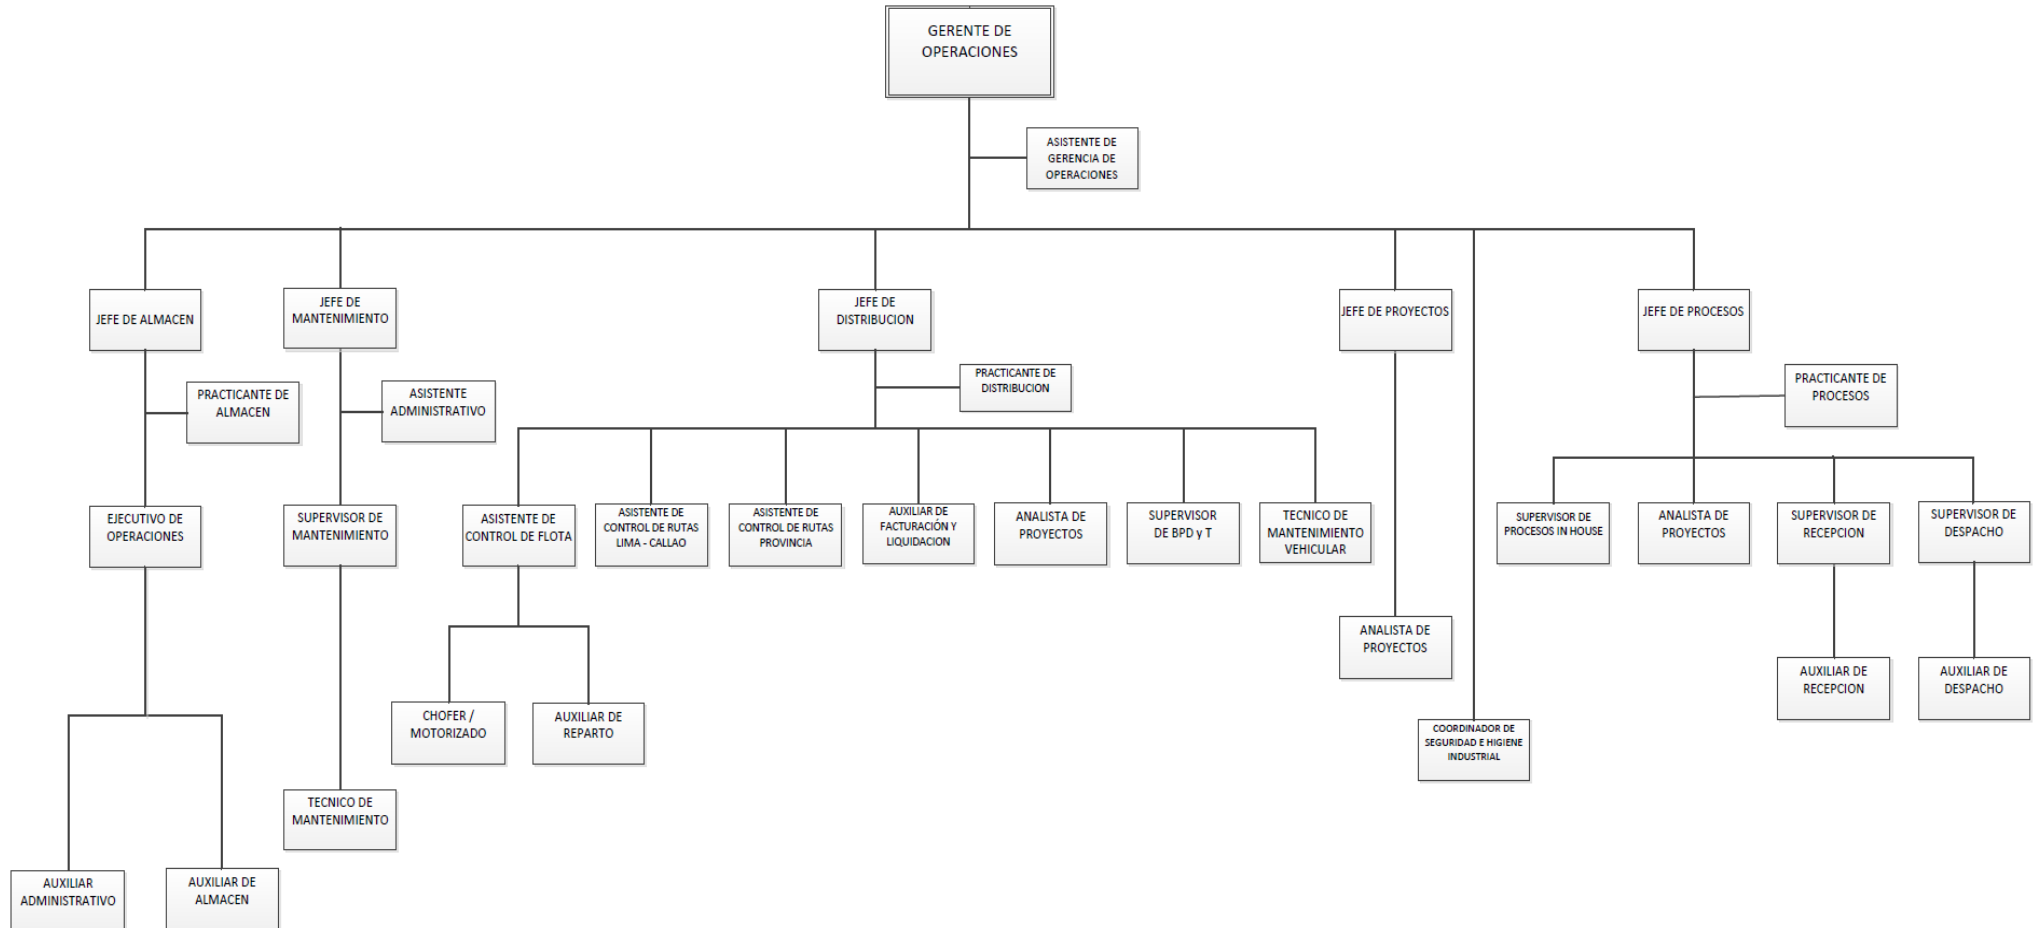 GERENTE DE
OPERACIONES
ASISTENTE DE
GERENCIA DE
OPERACIONES
JEFE DE ALMACEN
JEFE DE
MANTENIMIENTO
JEFE DE
DISTRIBUCION
JEFE DE PROYECTOS
JEFE DE PROCESOS
PRACTICANTE DE
ALMACEN
ASISTENTE
ADMINISTRATIVO
PRACTICANTE DE
DISTRIBUCION
PRACTICANTE DE
PROCESOS
EJECUTIVO DE
OPERACIONES
SUPERVISOR DE
MANTENIMIENTO
ASISTENTE DE
CONTROL DE FLOTA
ASISTENTE DE
CONTROL DE RUTAS
LIMA - CALLAO
ASISTENTE DE
CONTROL DE RUTAS
PROVINCIA
AUXILIAR DE
FACTURACIÓN Y
LIQUIDACION
ANALISTA DE
PROYECTOS
SUPERVISOR
DE BPD y T
TECNICO DE
MANTENIMIENTO
VEHICULAR
SUPERVISOR DE
PROCESOS IN HOUSE
ANALISTA DE
PROYECTOS
SUPERVISOR DE
RECEPCION
SUPERVISOR DE
DESPACHO
ANALISTA DE
PROYECTOS
AUXILIAR DE
RECEPCION
AUXILIAR DE
DESPACHO
CHOFER /
MOTORIZADO
AUXILIAR DE
REPARTO
COORDINADOR DE
SEGURIDAD E HIGIENE
INDUSTRIAL
TECNICO DE
MANTENIMIENTO
AUXILIAR
ADMINISTRATIVO
AUXILIAR DE
ALMACEN